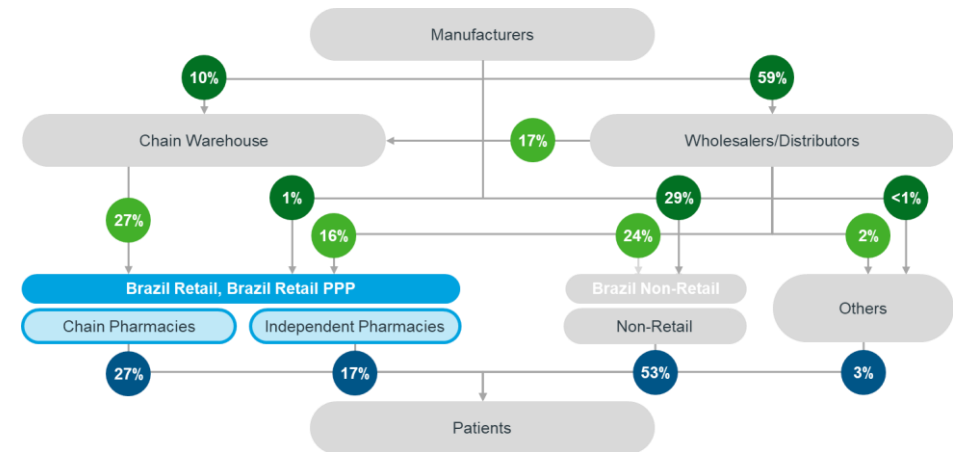 Manufacturers
10%
59%
Chain Warehouse
17%
Wholesalers/Distributors
1%
29%
<1%
27%
16%
24%
2%
Brazil Retail, Brazil Retail PPP
Brazil Non-Retail
Others
Chain Pharmacies
Independent Pharmacies
Non-Retail
27%
17%
53%
3%
Patients